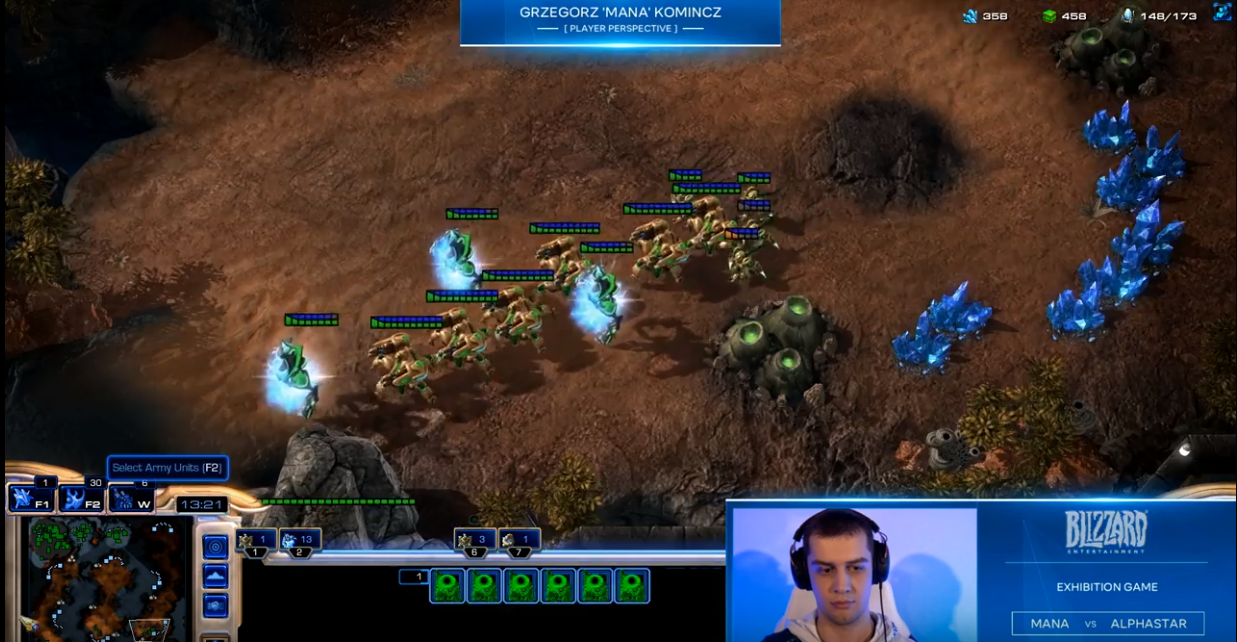 GRZEGORZ 'MANA' KOMINCZ
[ PLAYER PERSPECTIVE ]
358 458 148/173
Select Army Units (F2)
1 30 6
F1 F2 W 13:21
1 13 3 1
1 2 6 7
1
BLIZZARD
ENTERTAINMENT
EXHIBITION GAME
MANA VS ALPHASTAR